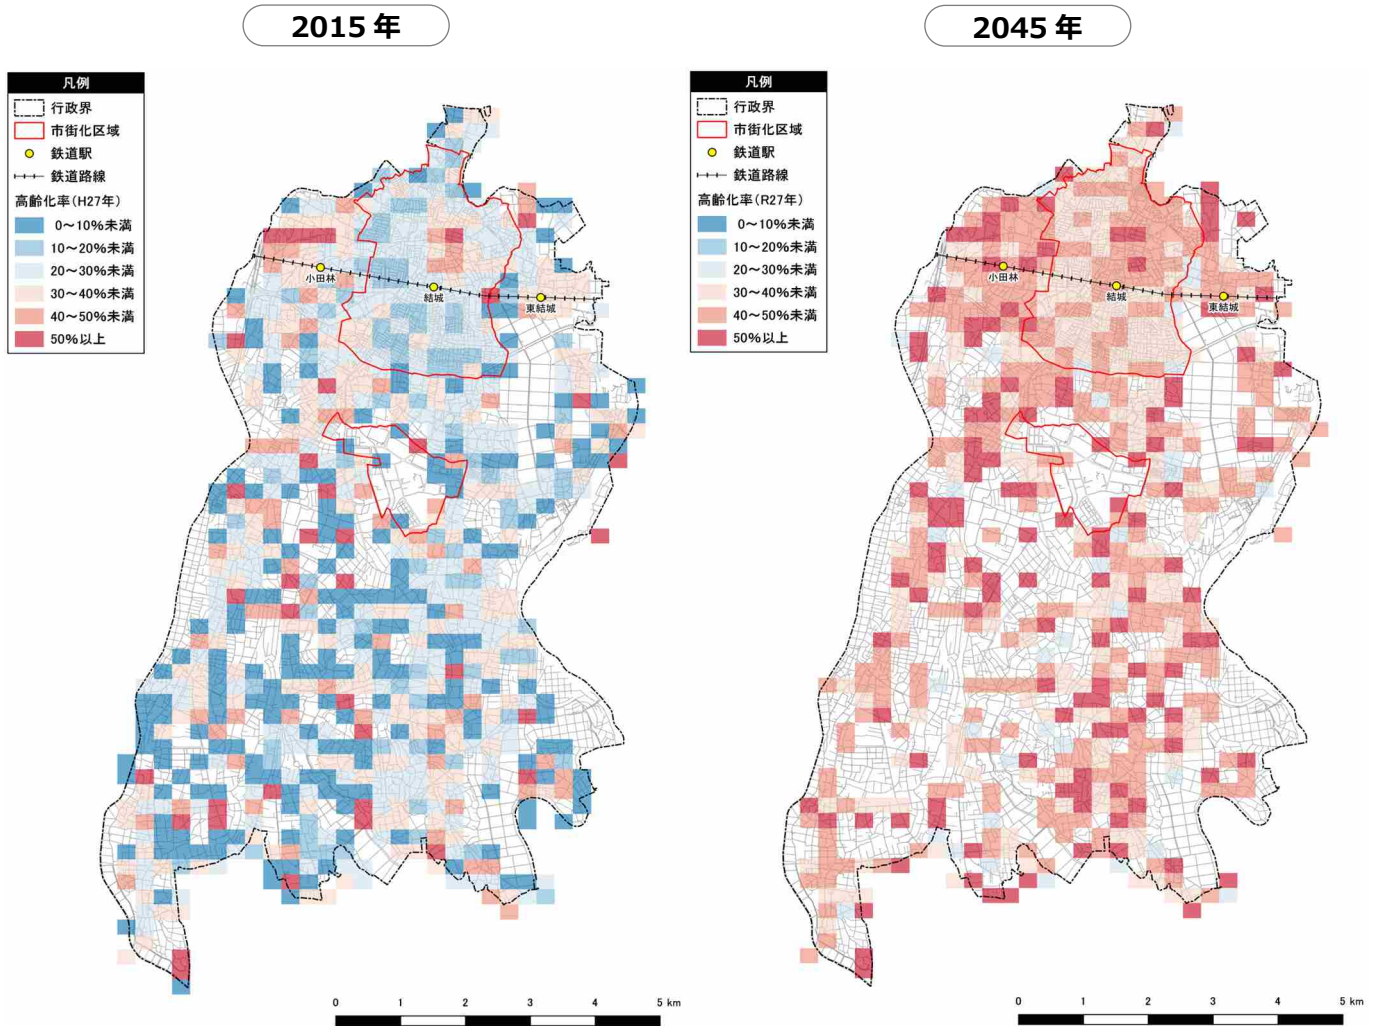 2015年
凡例
行政界
市街化区域
鉄道駅
鉄道路線
高齢化率(H27年)
0～10%未満
10～20%未満
20～30%未満
30～40%未満
40～50%未満
50%以上
小田林
結城
東結城
0 1 2 3 4 5 km
2045年
凡例
行政界
市街化区域
鉄道駅
鉄道路線
高齢化率(R27年)
0～10%未満
10～20%未満
20～30%未満
30～40%未満
40～50%未満
50%以上
小田林
結城
東結城
0 1 2 3 4 5 km